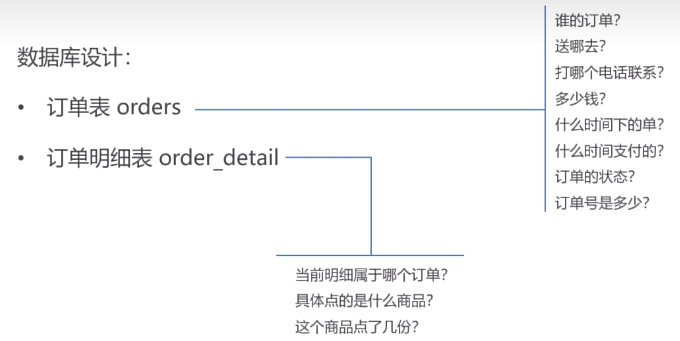 数据库设计：
• 订单表 orders
• 订单明细表 order_detail
谁的订单？
送哪去？
打哪个电话联系？
多少钱？
什么时间下的单？
什么时间支付的？
订单的状态？
订单号是多少？
当前明细属于哪个订单？
具体点的是什么商品？
这个商品点了几份？